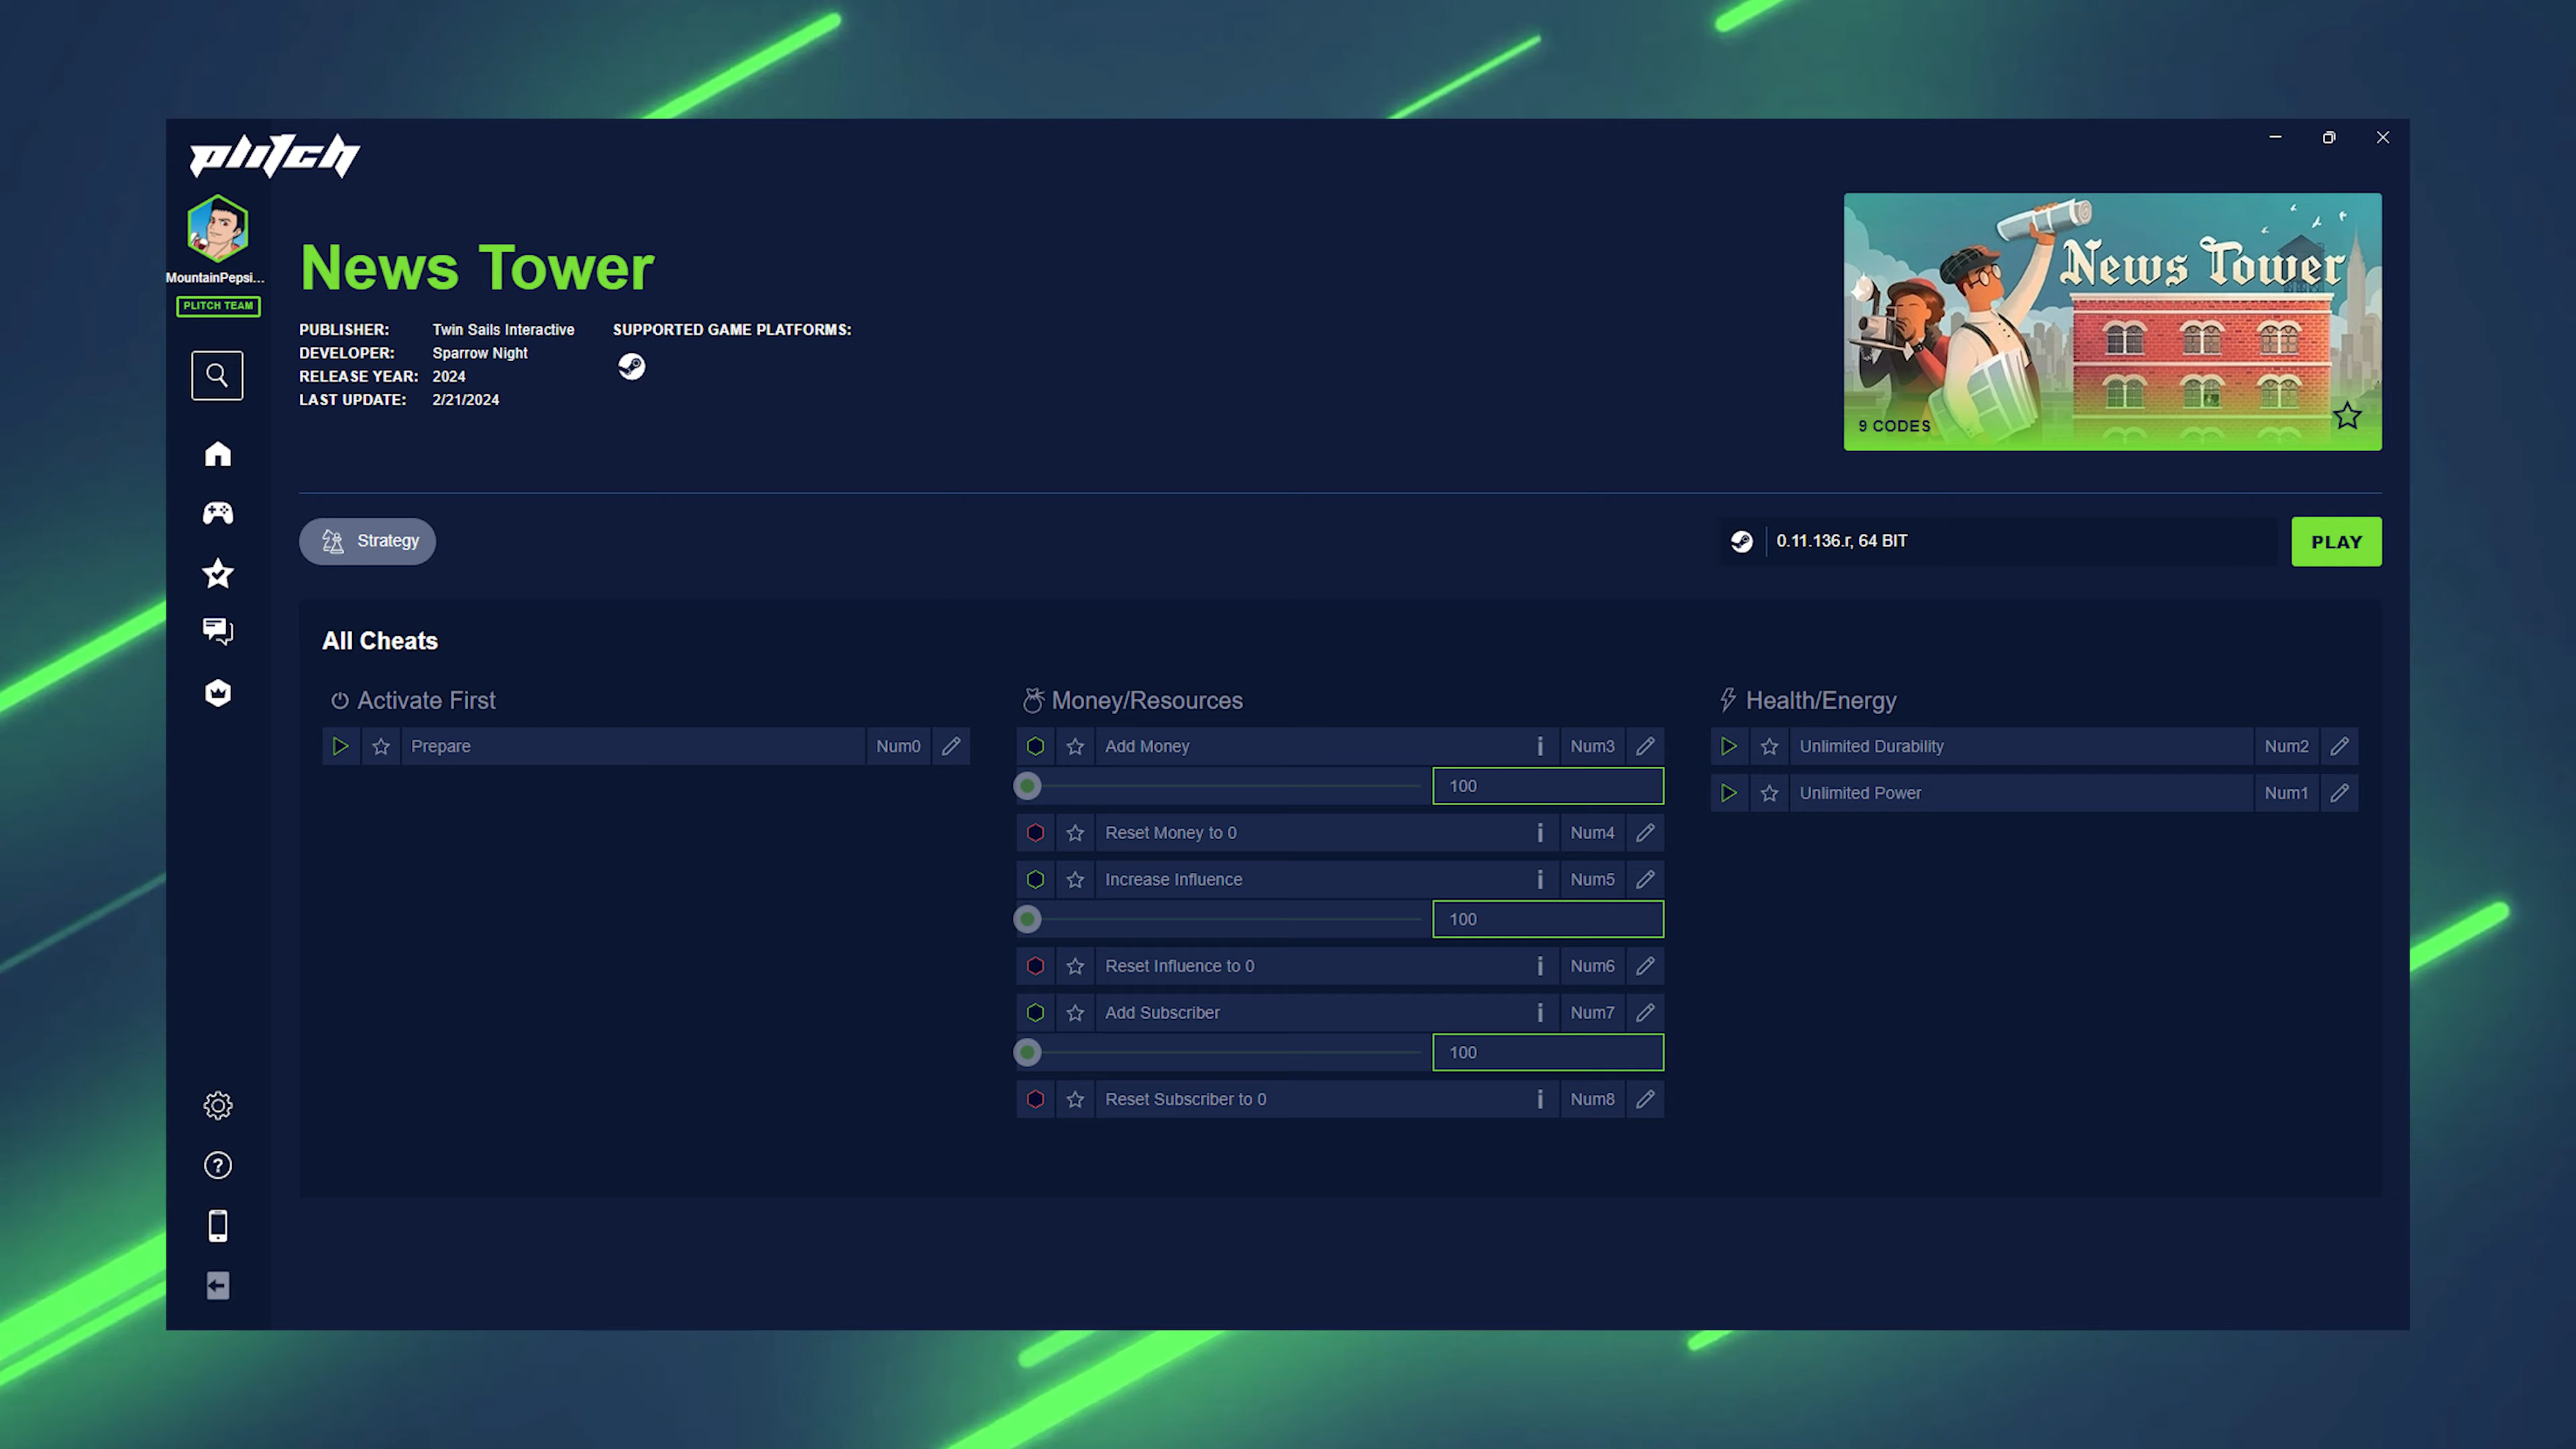 plitch
MountainPepsi...
PLITCH TEAM
News Tower
PUBLISHER: Twin Sails Interactive
DEVELOPER: Sparrow Night
RELEASE YEAR: 2024
LAST UPDATE: 2/21/2024
SUPPORTED GAME PLATFORMS:
News Tower
9 CODES
Strategy
0.11.136.r, 64 BIT
PLAY
All Cheats
Activate First
Prepare Num0
Money/Resources
Add Money i Num3
100
Reset Money to 0 i Num4
Increase Influence i Num5
100
Reset Influence to 0 i Num6
Add Subscriber i Num7
100
Reset Subscriber to 0 i Num8
Health/Energy
Unlimited Durability Num2
Unlimited Power Num1